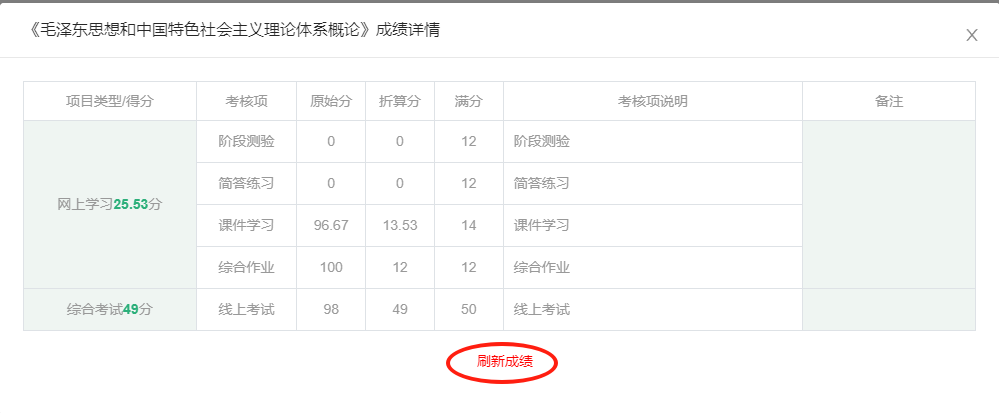 《毛泽东思想和中国特色社会主义理论体系概论》成绩详情
项目类型/得分 考核项 原始分 折算分 满分 考核项说明 备注
网上学习25.53分
阶段测验 0 0 12 阶段测验
简答练习 0 0 12 简答练习
课件学习 96.67 13.53 14 课件学习
综合作业 100 12 12 综合作业
综合考试49分 线上考试 98 49 50 线上考试
刷新成绩